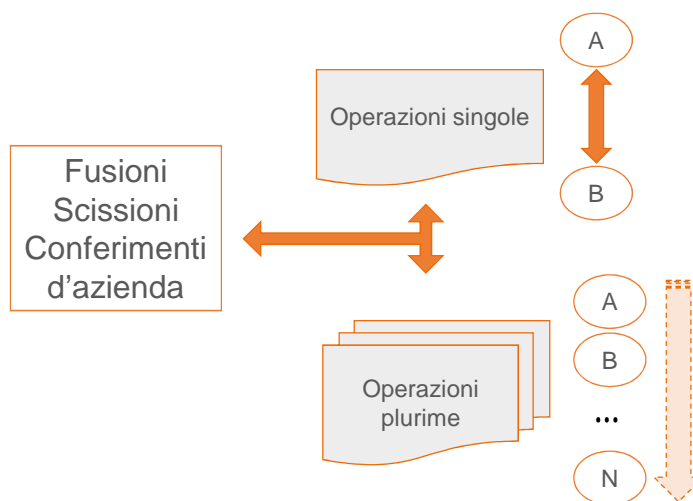 A
Operazioni singole
B
Fusioni
Scissioni
Conferimenti
d’azienda
A
B
Operazioni
plurime
...
N